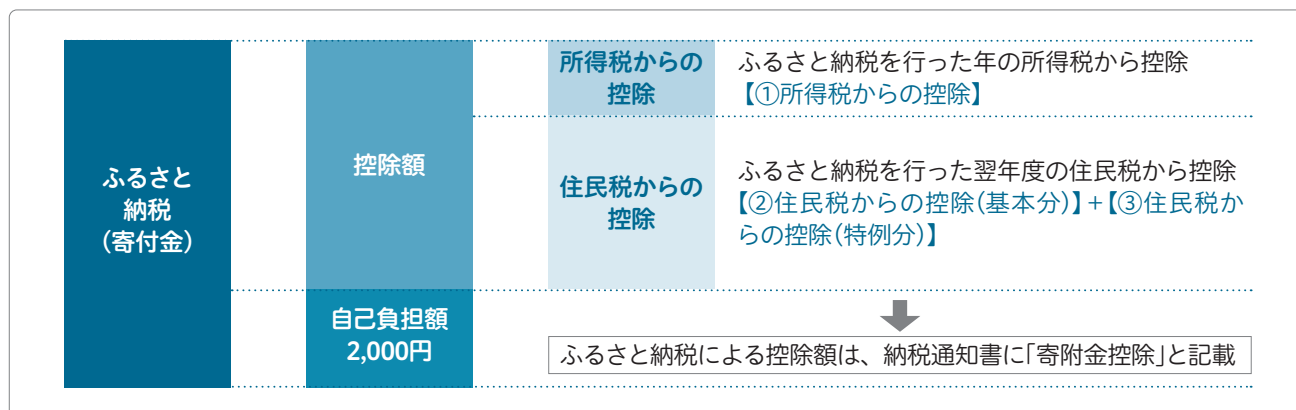 ふるさと
納税
（寄付金）
控除額
自己負担額
2,000円
所得税からの
控除
ふるさと納税を行った年の所得税から控除
【①所得税からの控除】
住民税からの
控除
ふるさと納税を行った翌年度の住民税から控除
【②住民税からの控除(基本分)】+【③住民税か
らの控除(特例分)】
ふるさと納税による控除額は、納税通知書に「寄附金控除」と記載